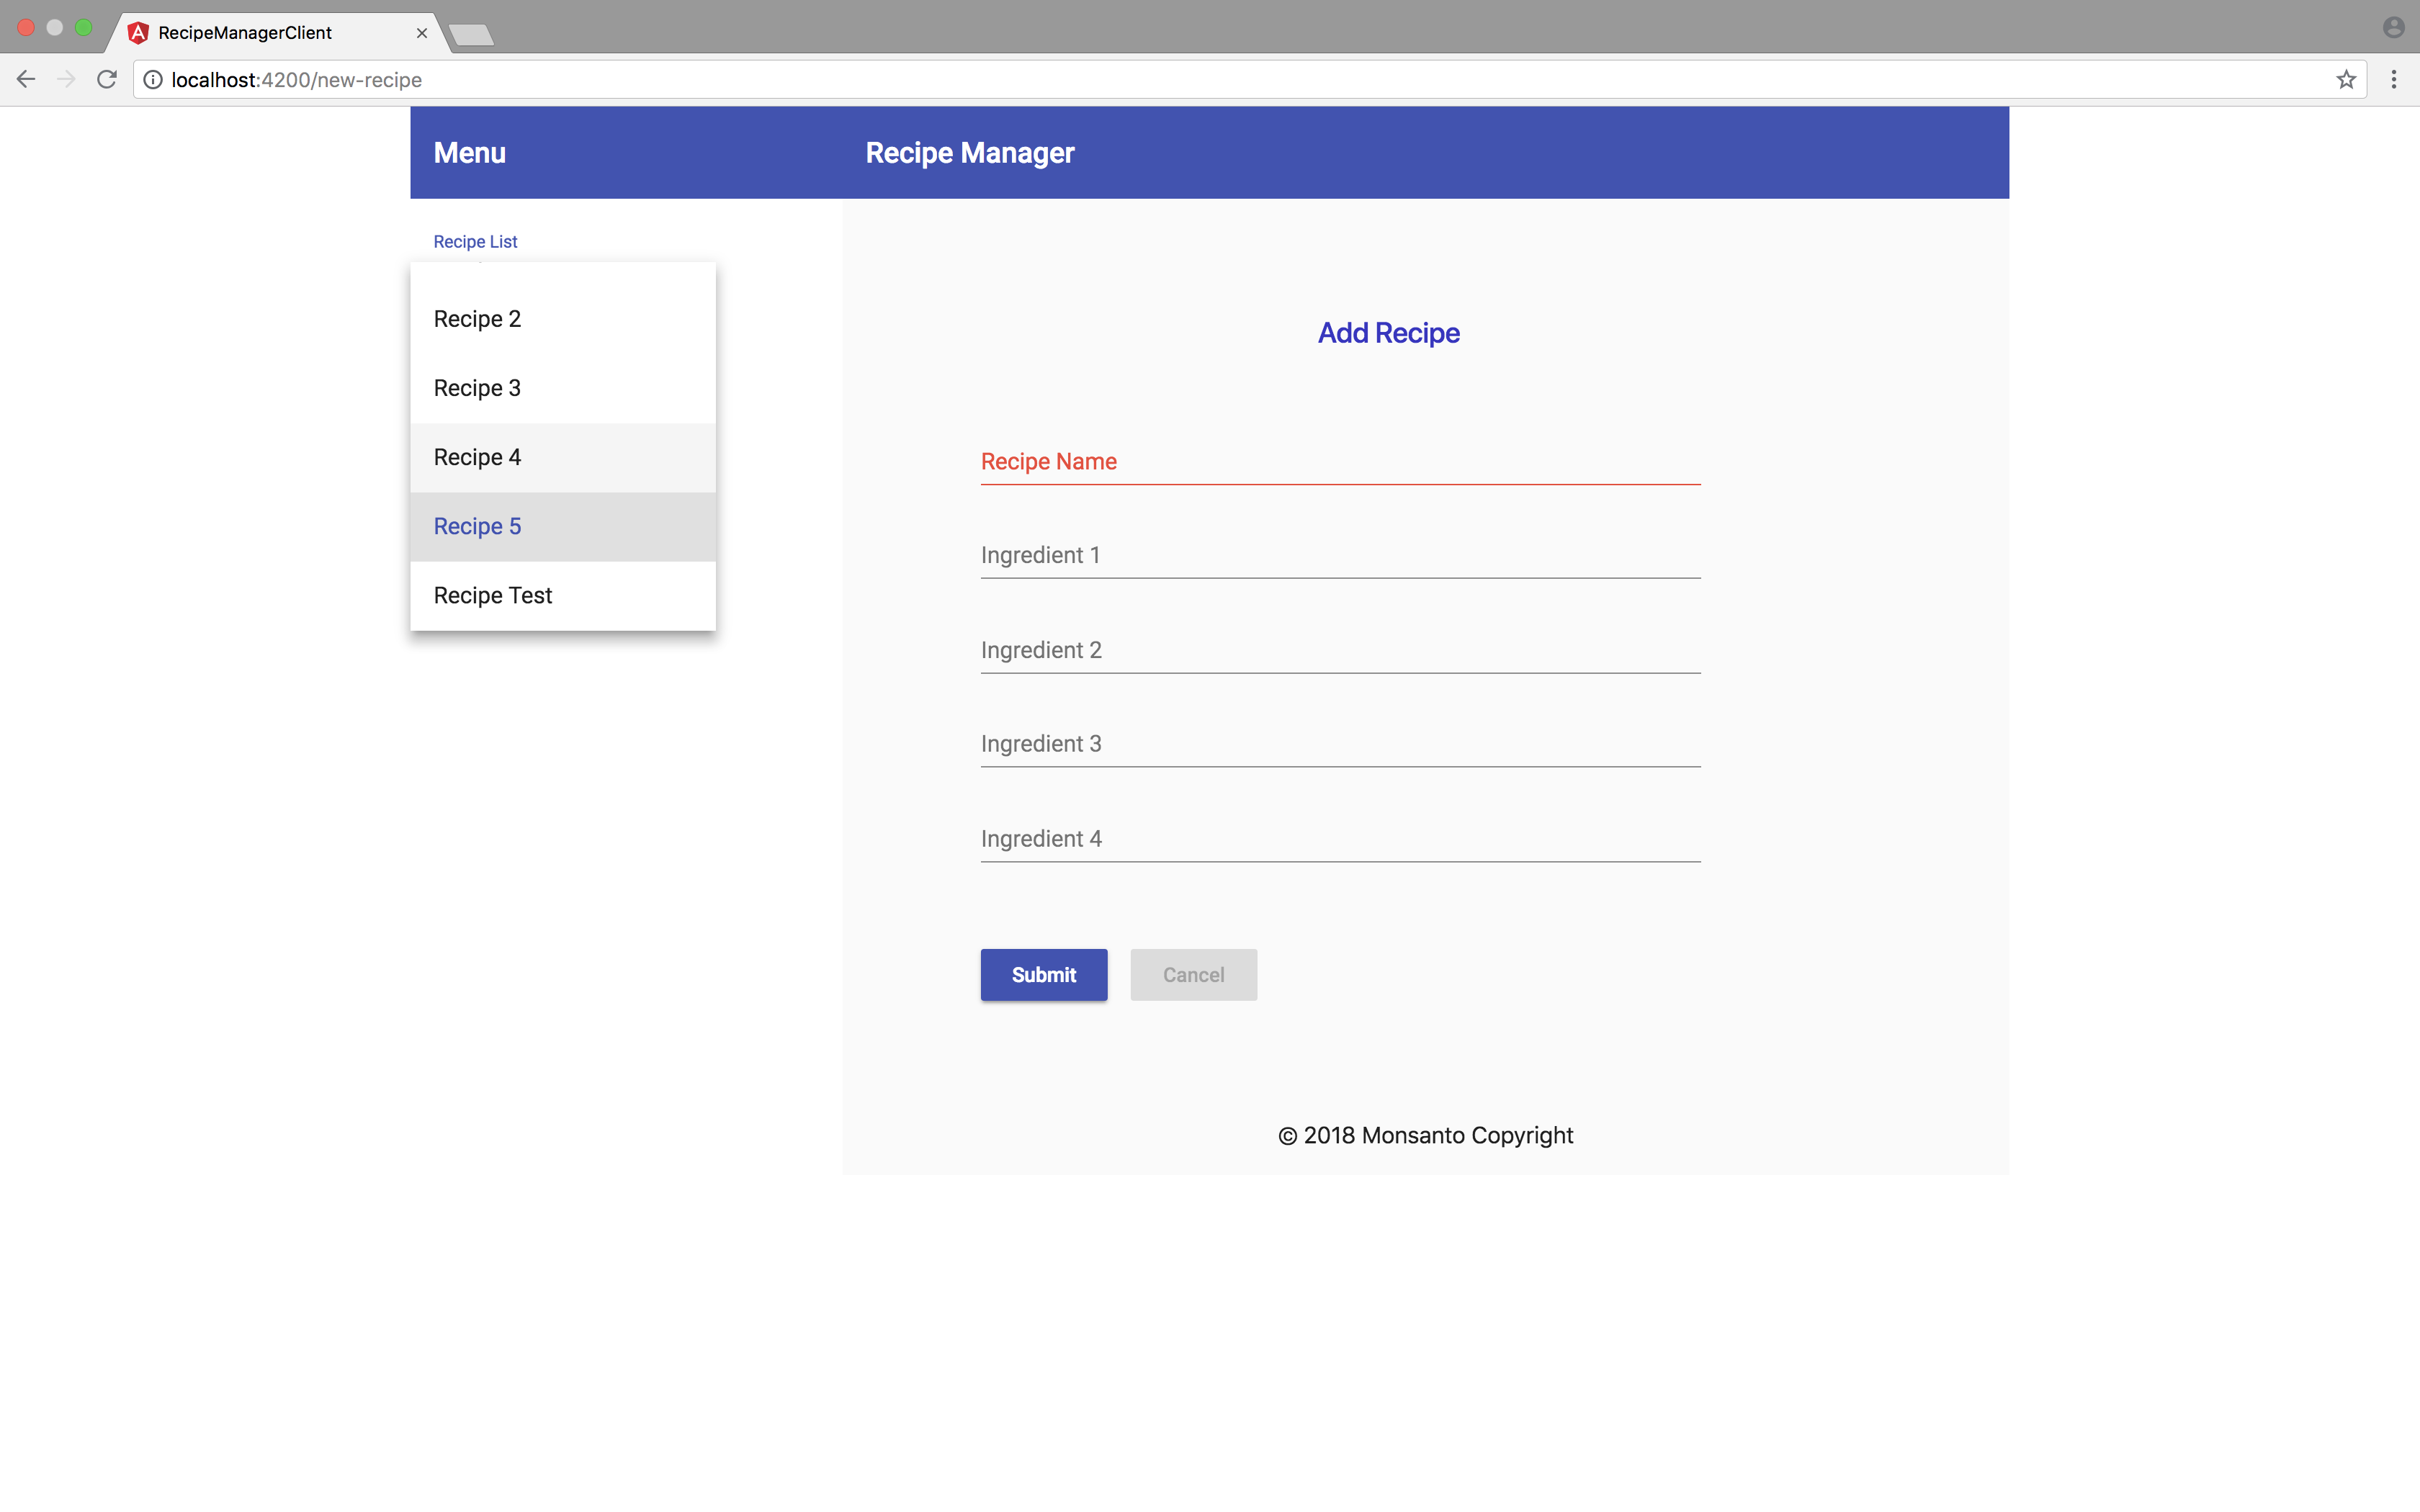 RecipeManagerClient
localhost:4200/new-recipe
Menu
Recipe Manager
Recipe List
Recipe 2
Recipe 3
Recipe 4
Recipe 5
Recipe Test
Add Recipe
Recipe Name
Ingredient 1
Ingredient 2
Ingredient 3
Ingredient 4
Submit
Cancel
© 2018 Monsanto Copyright